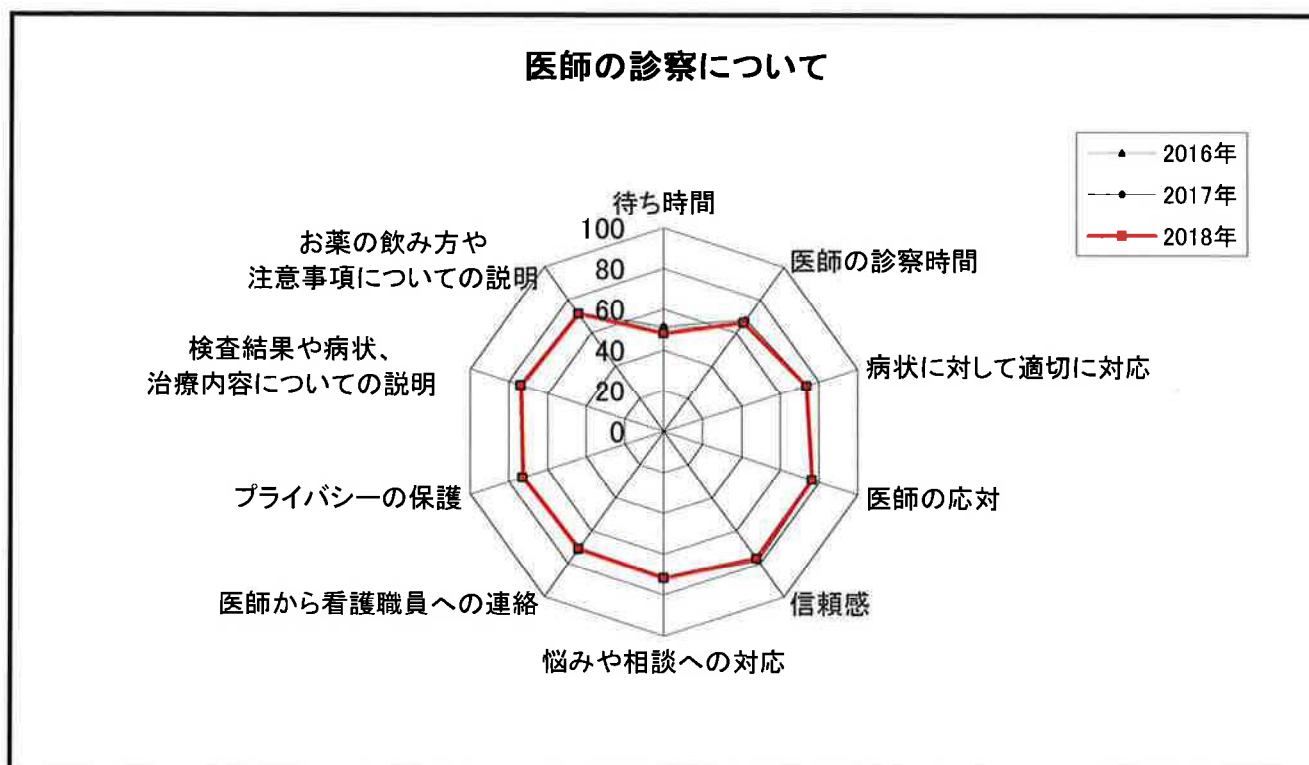 医師の診察について
2016年
2017年
2018年
待ち時間
医師の診察時間
病状に対して適切に対応
医師の応対
信頼感
悩みや相談への対応
医師から看護職員への連絡
プライバシーの保護
検査結果や病状、
治療内容についての説明
お薬の飲み方や
注意事項についての説明
100
80
60
40
20
0